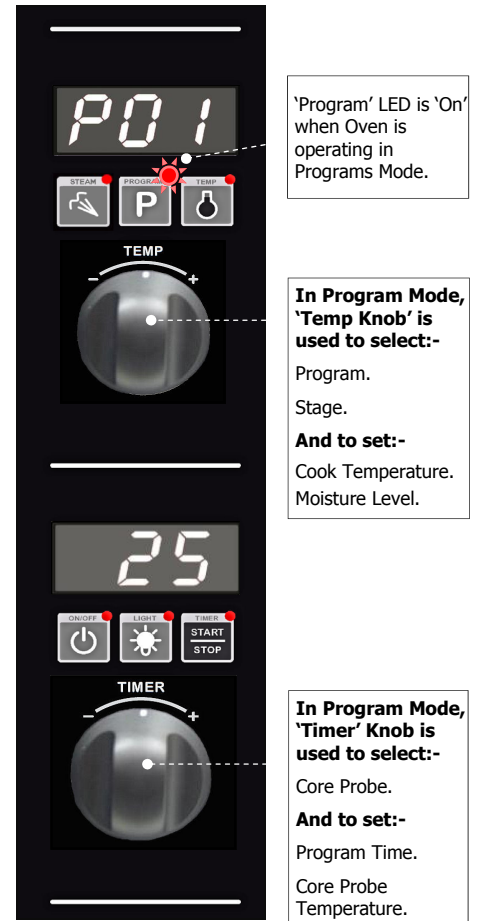 P01
‘Program’ LED is ‘On’
when Oven is
operating in
Programs Mode.
STEAM PROGRAM TEMP
P
TEMP
- +
In Program Mode,
‘Temp Knob’ is
used to select:-
Program.
Stage.
And to set:-
Cook Temperature.
Moisture Level.
25
ON/OFF LIGHT TIMER
START
STOP
TIMER
- +
In Program Mode,
‘Timer’ Knob is
used to select:-
Core Probe.
And to set:-
Program Time.
Core Probe
Temperature.